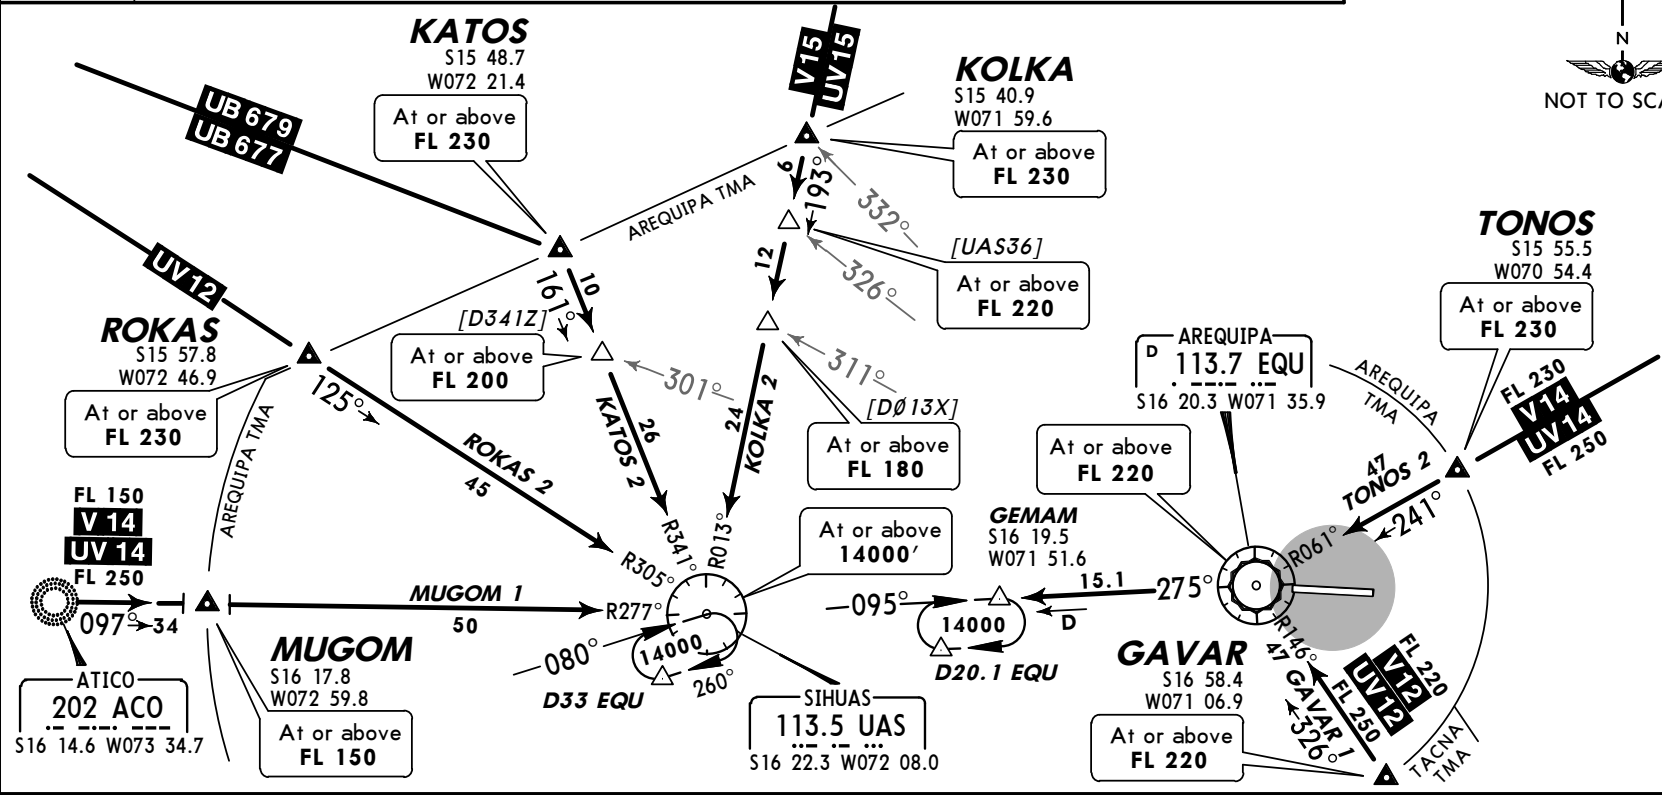 KATOS
S15 48.7
W072 21.4
At or above
FL 230
UB 679
UB 677
V 15
UV 15
KOLKA
S15 40.9
W071 59.6
At or above
FL 230
N
NOT TO SCA
AREQUIPA TMA
6
193°
332°
[UAS36]
At or above
FL 220
326°
12
UV 12
ROKAS
S15 57.8
W072 46.9
At or above
FL 230
125°
10
161°
[D341Z]
At or above
FL 200
301°
311°
[DØ13X]
At or above
FL 180
24
KOLKA 2
26
KATOS 2
ROKAS 2
45
AREQUIPA TMA
TONOS
S15 55.5
W070 54.4
At or above
FL 230
AREQUIPA
D 113.7 EQU
S16 20.3 W071 35.9
AREQUIPA
TMA
FL 230
V 14
UV 14
FL 250
47
TONOS 2
241°
R061°
At or above
FL 220
FL 150
V 14
UV 14
FL 250
097°
34
ATICO
202 ACO
S16 14.6 W073 34.7
MUGOM
S16 17.8
W072 59.8
At or above
FL 150
MUGOM 1
50
R277°
R305°
R341°
R013°
At or above
14000'
080°
14000
260°
D33 EQU
SIHUAS
113.5 UAS
S16 22.3 W072 08.0
GEMAM
S16 19.5
W071 51.6
095°
14000
D20.1 EQU
15.1
D
275°
GAVAR
S16 58.4
W071 06.9
At or above
FL 220
R146°
47
GAVAR 1
326°
FL 220
V 12
UV 12
FL 250
TACNA
TMA